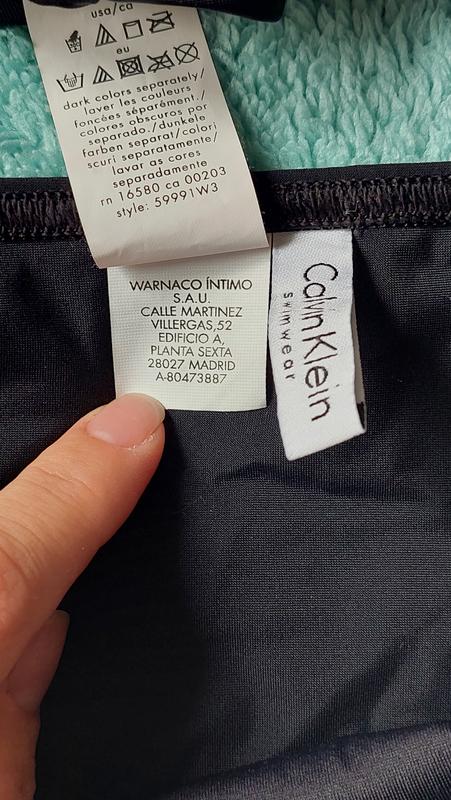 usa/ca
eu
dark colors separately/
laver les couleurs
foncées séparément./
colores obscuros por
separado./dunkele
farben separat/colori
scuri separatamente/
lavar as cores
separadamente
rn 16580 ca 00203
style: 59991W3
WARNACO ÍNTIMO
S.A.U.
CALLE MARTINEZ
VILLERGAS,52
EDIFICIO A,
PLANTA SEXTA
28027 MADRID
A-80473887
Calvin Klein
swimwear